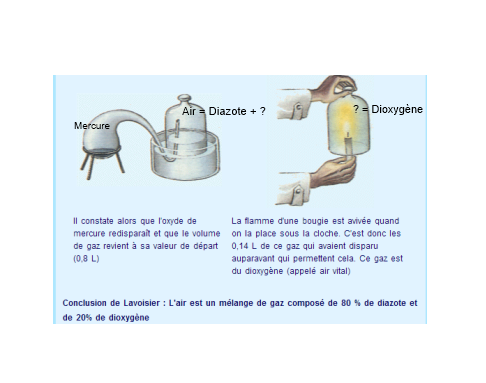 Air = Diazote + ?
? = Dioxygène
Mercure
Il constate alors que l'oxyde de
mercure redisparaît et que le volume
de gaz revient à sa valeur de départ
(0,8 L)
La flamme d'une bougie est avivée quand
on la place sous la cloche. C'est donc les
0,14 L de ce gaz qui avaient disparu
auparavant qui permettent cela. Ce gaz est
du dioxygène (appelé air vital)
Conclusion de Lavoisier : L'air est un mélange de gaz composé de 80 % de diazote et
de 20% de dioxygène